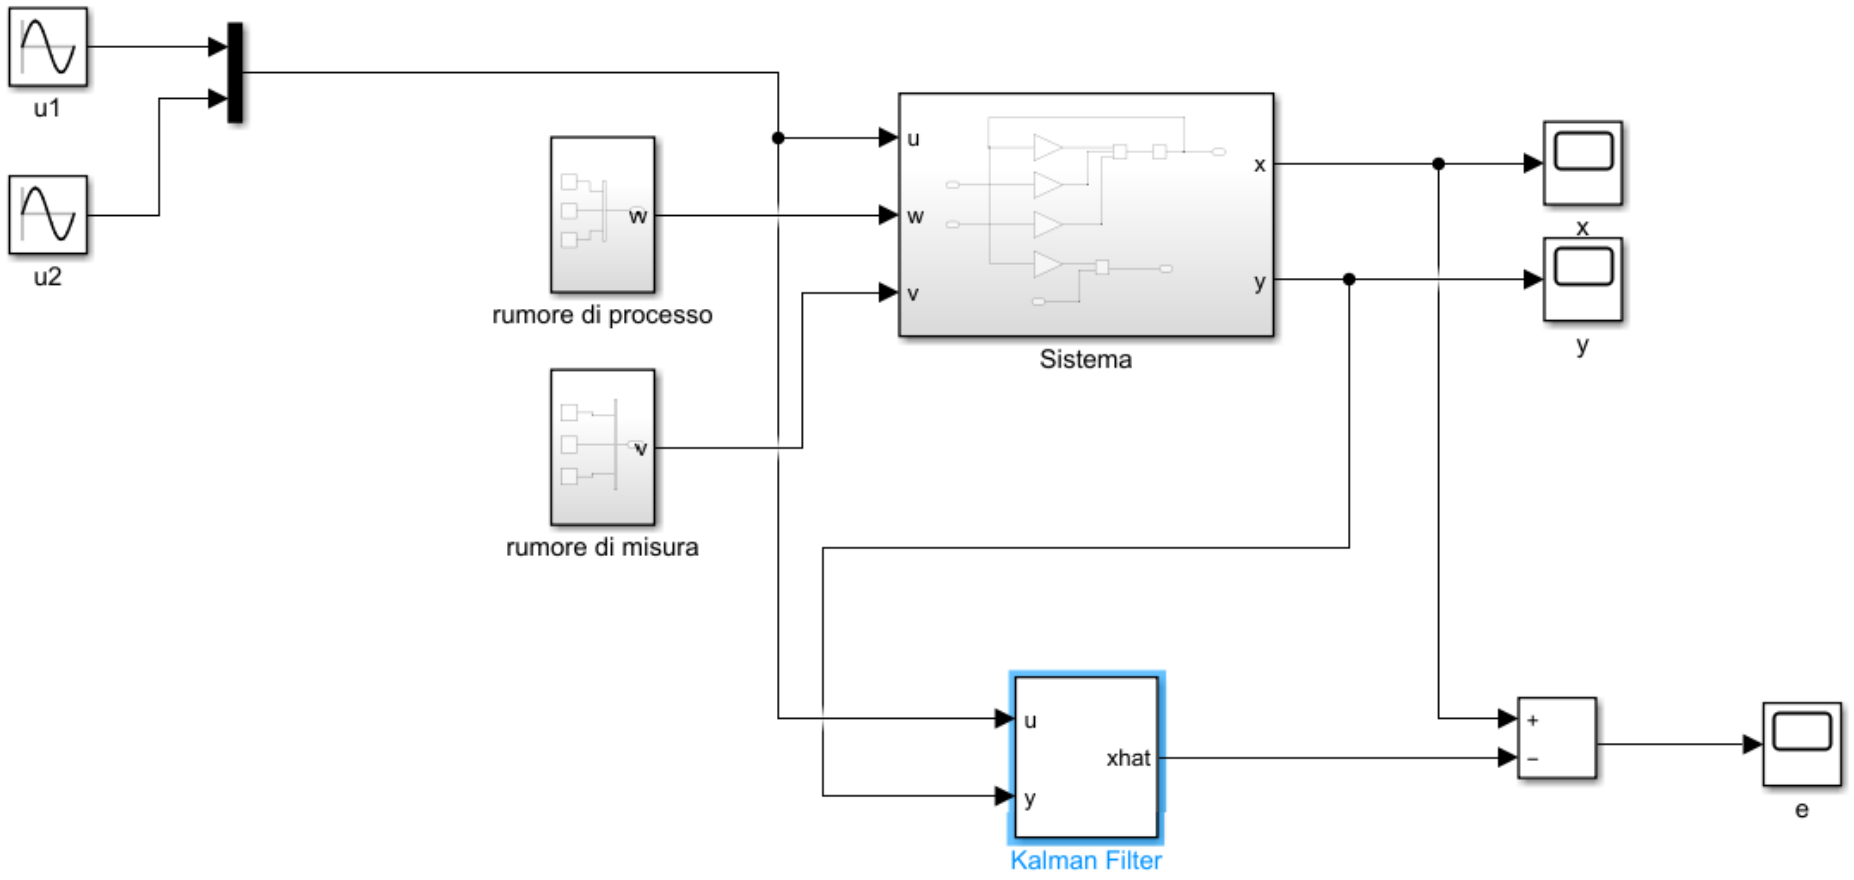 u1
u2
w
rumore di processo
v
rumore di misura
u
w
v
x
y
Sistema
x
y
u
y
xhat
Kalman Filter
+
−
e